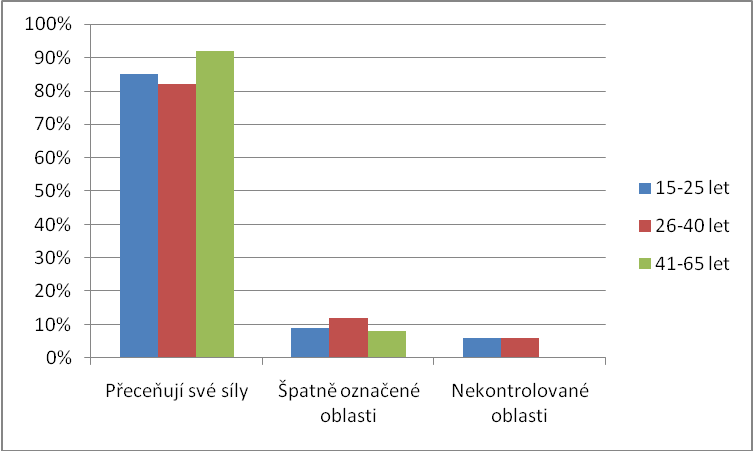 100%
90%
80%
70%
60%
50%
40%
30%
20%
10%
0%
Přeceňují své síly
Špatně označené
oblasti
Nekontrolované
oblasti
15-25 let
26-40 let
41-65 let